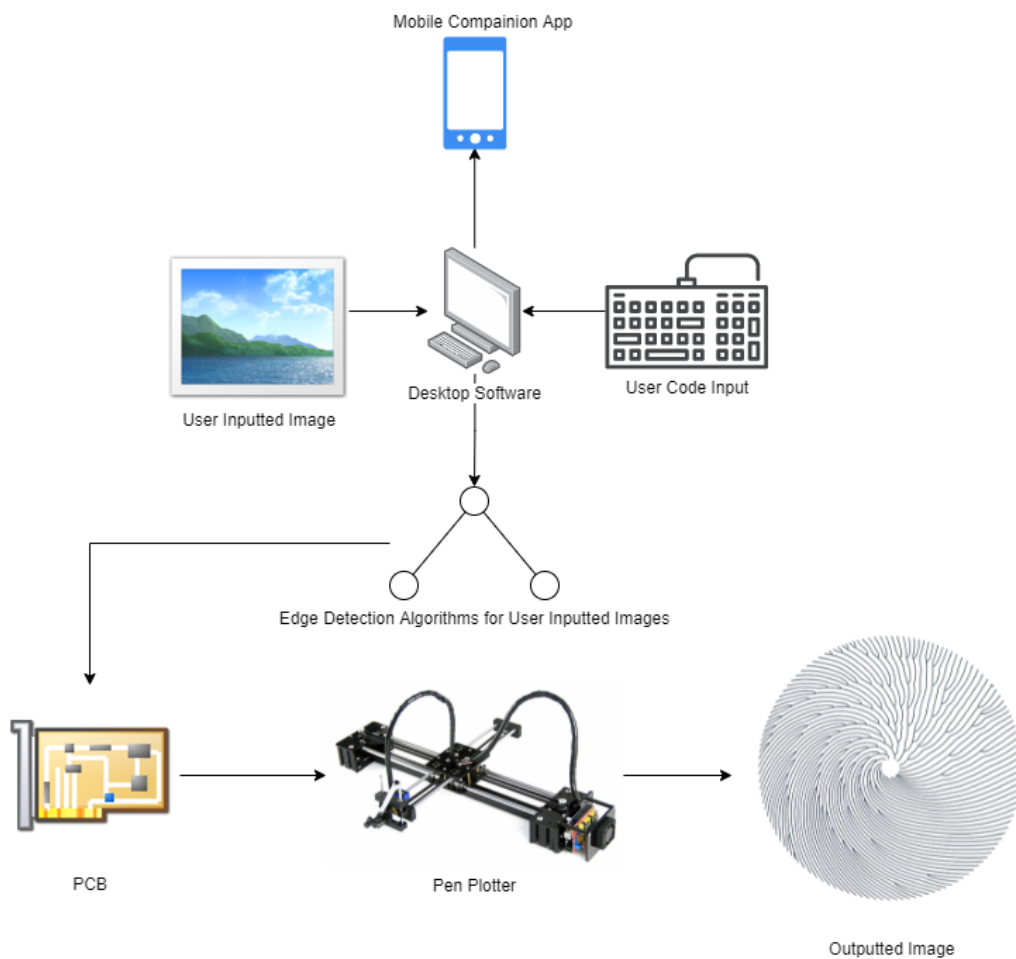 Mobile Compainion App
User Inputted Image
Desktop Software
User Code Input
Edge Detection Algorithms for User Inputted Images
PCB
Pen Plotter
Outputted Image